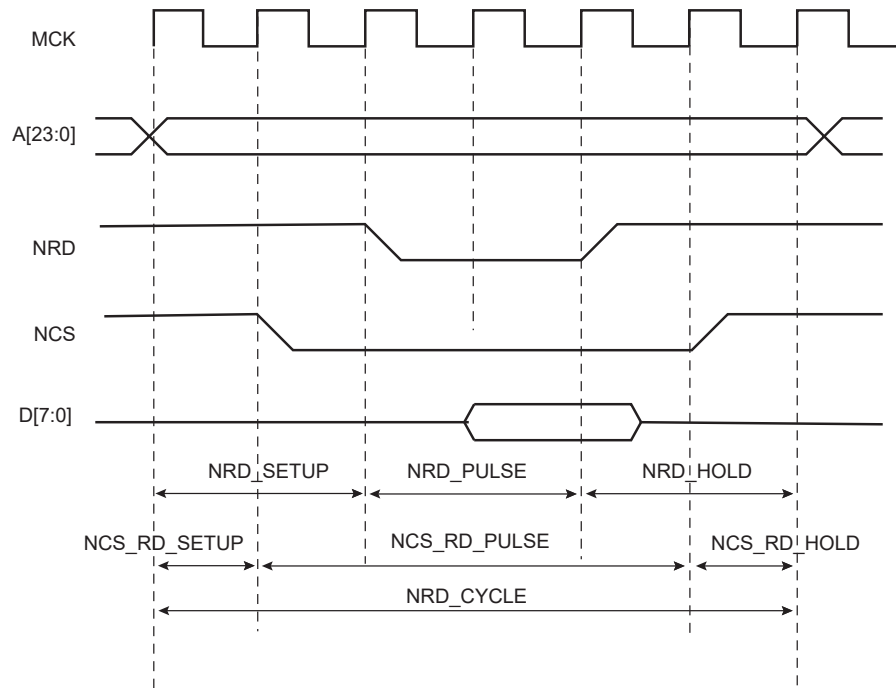 MCK
A[23:0]
NRD
NCS
D[7:0]
NRD_SETUP NRD_PULSE NRD_HOLD
NCS_RD_SETUP NCS_RD_PULSE NCS_RD_HOLD
NRD_CYCLE